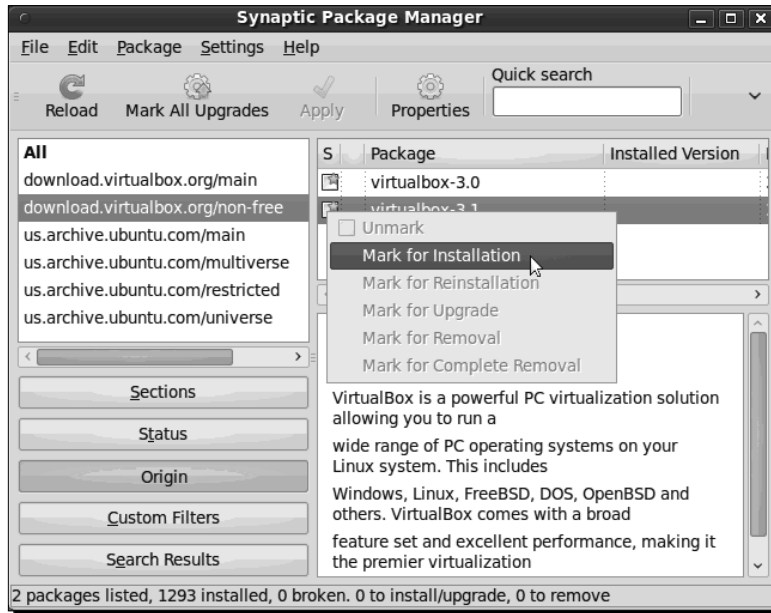 Synaptic Package Manager
File Edit Package Settings Help
Reload Mark All Upgrades Apply Properties Quick search
All
download.virtualbox.org/main
download.virtualbox.org/non-free
us.archive.ubuntu.com/main
us.archive.ubuntu.com/multiverse
us.archive.ubuntu.com/restricted
us.archive.ubuntu.com/universe
Sections
Status
Origin
Custom Filters
Search Results
S Package Installed Version
virtualbox-3.0
virtualbox-3.1
Unmark
Mark for Installation
Mark for Reinstallation
Mark for Upgrade
Mark for Removal
Mark for Complete Removal
VirtualBox is a powerful PC virtualization solution
allowing you to run a
wide range of PC operating systems on your
Linux system. This includes
Windows, Linux, FreeBSD, DOS, OpenBSD and
others. VirtualBox comes with a broad
feature set and excellent performance, making it
the premier virtualization
2 packages listed, 1293 installed, 0 broken. 0 to install/upgrade, 0 to remove